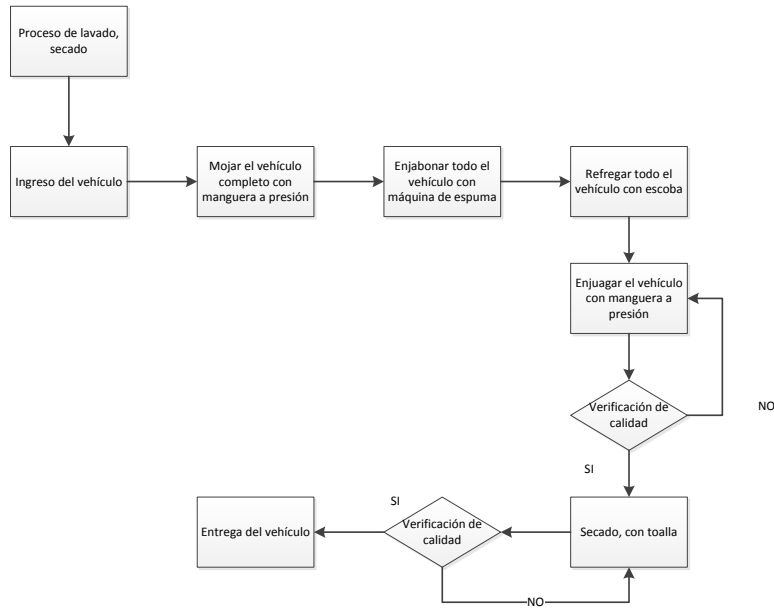 Proceso de lavado,
secado
Ingreso del vehículo
Mojar el vehículo
completo con
manguera a presión
Enjabonar todo el
vehículo con
máquina de espuma
Refregar todo el
vehículo con escoba
Enjuagar el vehículo
con manguera a
presión
Verificación de
calidad
NO
SI
Secado, con toalla
Verificación de
calidad
SI
NO
Entrega del vehículo